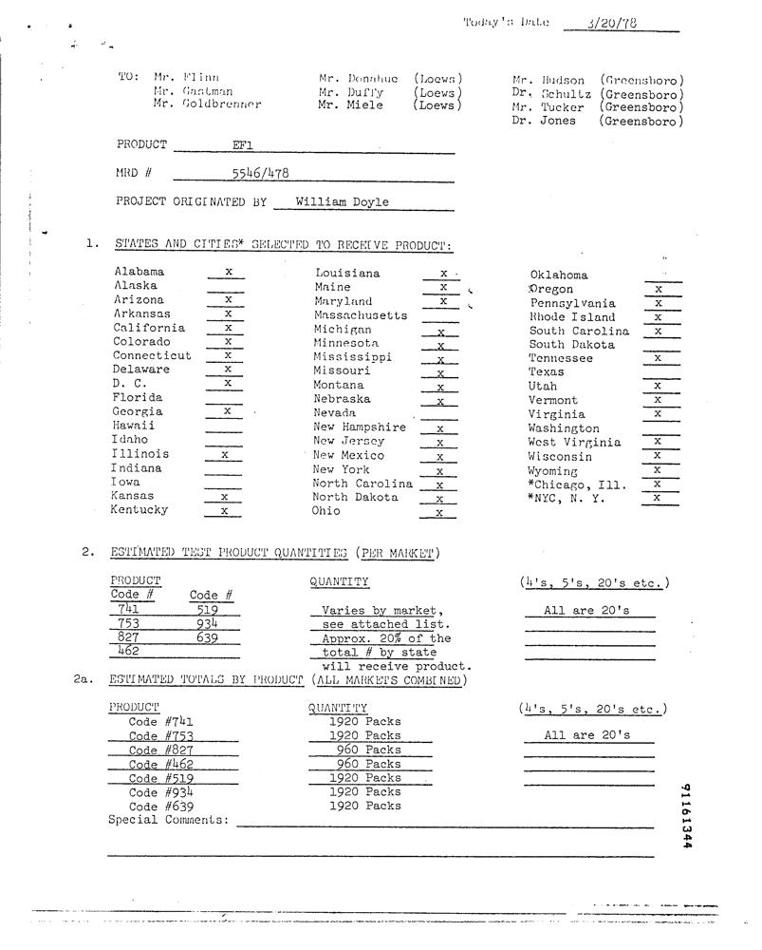 Today's Date 3/20/78
TO: Mr. Flinn Mr. Donahue (Loews) Mr. Hudson (Greensboro)
Mr. Gastman Mr. Duffy (Loews) Dr. Schultz (Greensboro)
Mr. Goldbrenner Mr. Miele (Loews) Mr. Tucker (Greensboro)
Dr. Jones (Greensboro)
PRODUCT EF1
MRD # 5546/478
PROJECT ORIGINATED BY William Doyle
1. STATES AND CITIES* SELECTED TO RECEIVE PRODUCT:
Alabama x Louisiana x Oklahoma
Alaska Maine x Oregon x
Arizona x Maryland x Pennsylvania x
Arkansas x Massachusetts Rhode Island x
California x Michigan x South Carolina x
Colorado x Minnesota x South Dakota
Connecticut x Mississippi x Tennessee x
Delaware x Missouri x Texas
D. C. x Montana x Utah x
Florida Nebraska x Vermont x
Georgia x Nevada Virginia x
Hawaii New Hampshire x Washington
Idaho New Jersey x West Virginia x
Illinois x New Mexico x Wisconsin x
Indiana New York x Wyoming x
Iowa North Carolina x *Chicago, Ill. x
Kansas x North Dakota x *NYC, N. Y. x
Kentucky x Ohio x
2. ESTIMATED TEST PRODUCT QUANTITIES (PER MARKET)
PRODUCT QUANTITY (4's, 5's, 20's etc.)
Code # Code #
741 519 Varies by market, All are 20's
753 934 see attached list.
827 639 Approx. 20% of the
462 total # by state
will receive product.
2a. ESTIMATED TOTALS BY PRODUCT (ALL MARKETS COMBINED)
PRODUCT QUANTITY (4's, 5's, 20's etc.)
Code #741 1920 Packs
Code #753 1920 Packs All are 20's
Code #827 960 Packs
Code #462 960 Packs
Code #519 1920 Packs
Code #934 1920 Packs
Code #639 1920 Packs
Special Comments:
91161344